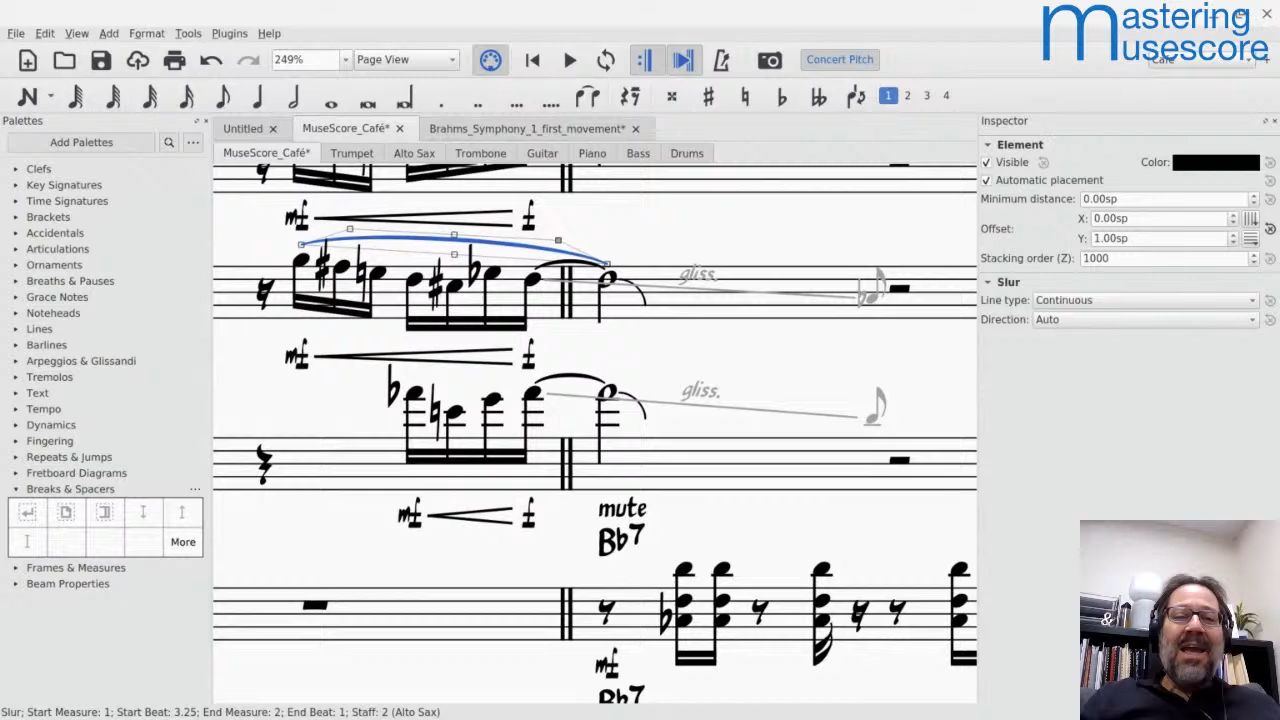 mastering
musescore
File Edit View Add Format Tools Plugins Help
249% Page View Concert Pitch
1 2 3 4
Palettes
Add Palettes ...
Untitled MuseScore_Café* Brahms_Symphony_1_first_movement*
MuseScore_Café* Trumpet Alto Sax Trombone Guitar Piano Bass Drums
Clefs
Key Signatures
Time Signatures
Brackets
Accidentals
Articulations
Ornaments
Breaths & Pauses
Grace Notes
Noteheads
Lines
Barlines
Arpeggios & Glissandi
Tremolos
Text
Tempo
Dynamics
Fingering
Repeats & Jumps
Fretboard Diagrams
Breaks & Spacers ...
More
Frames & Measures
Beam Properties
mf f
gliss.
mf f
gliss.
mf f
mute
Bb7
mf
Bb7
Inspector
Element
Visible Color:
Automatic placement
Minimum distance: 0.00sp
Offset: X: 0.00sp
Y: 1.00sp
Stacking order (Z): 1000
Slur
Line type: Continuous
Direction: Auto
&
Slur; Start Measure: 1; Start Beat: 3.25; End Measure: 2; End Beat: 1; Staff: 2 (Alto Sax)